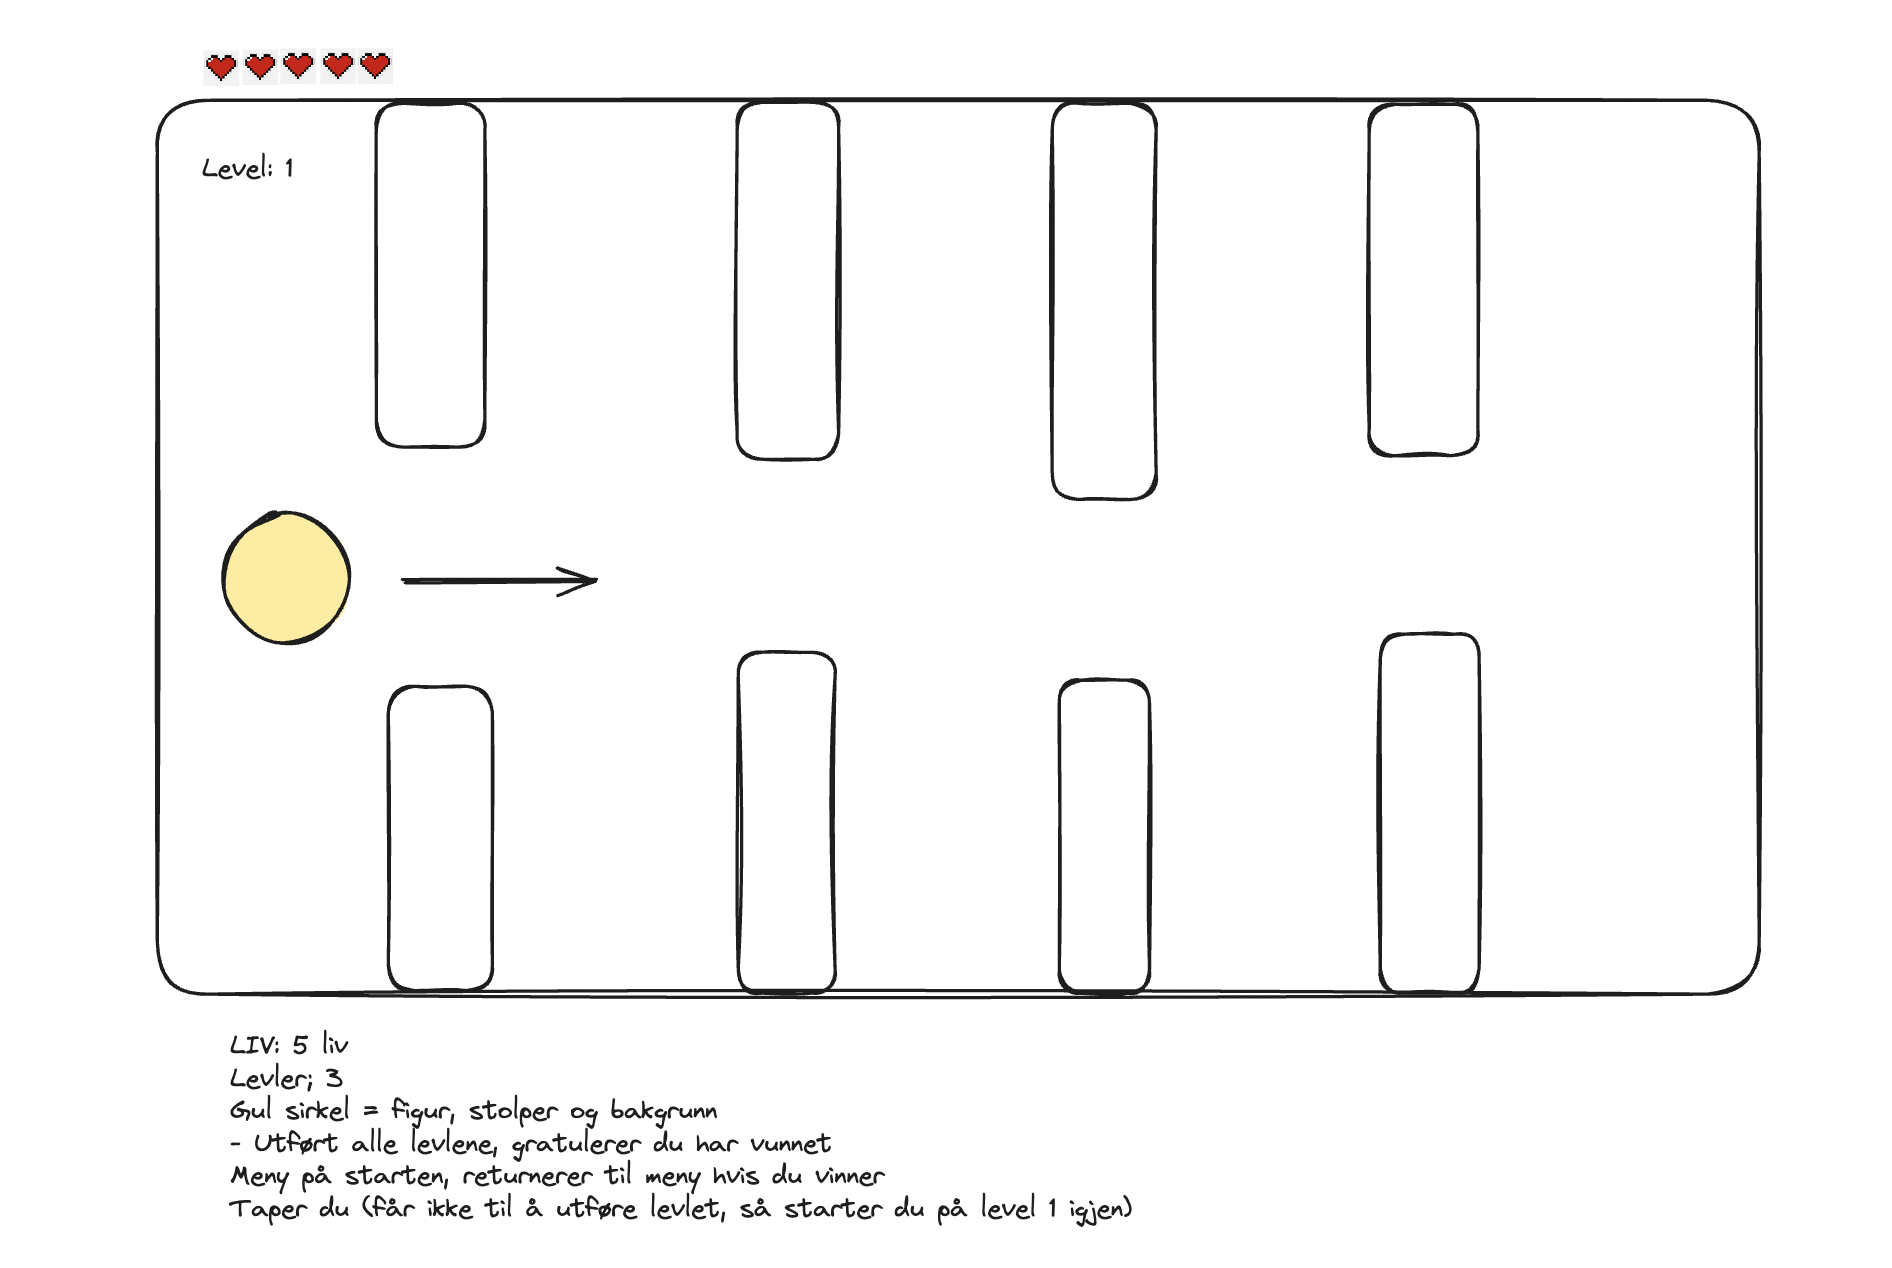 Level: 1
LIV: 5 liv
Levler; 3
Gul sirkel = figur, stolper og bakgrunn
- Utført alle levlene, gratulerer du har vunnet
Meny på starten, returnerer til meny hvis du vinner
Taper du (får ikke til å utføre levlet, så starter du på level 1 igjen)